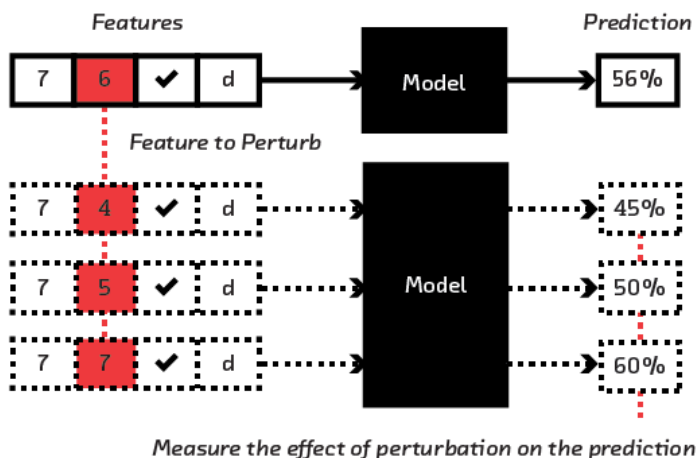 Features Prediction
7 6 ✔ d Model 56%
Feature to Perturb
7 4 ✔ d 45%
7 5 ✔ d Model 50%
7 7 ✔ d 60%
Measure the effect of perturbation on the prediction